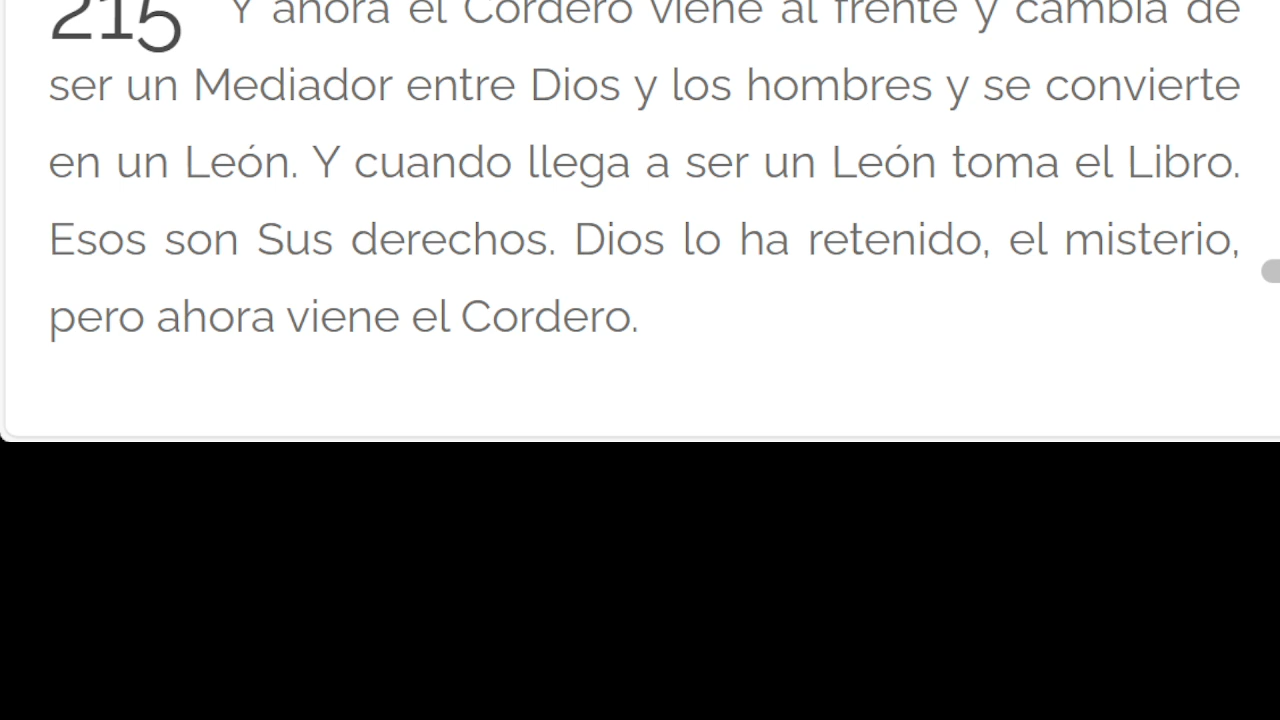 215 Y ahora el Cordero viene al frente y cambia de
ser un Mediador entre Dios y los hombres y se convierte
en un León. Y cuando llega a ser un León toma el Libro.
Esos son Sus derechos. Dios lo ha retenido, el misterio,
pero ahora viene el Cordero.